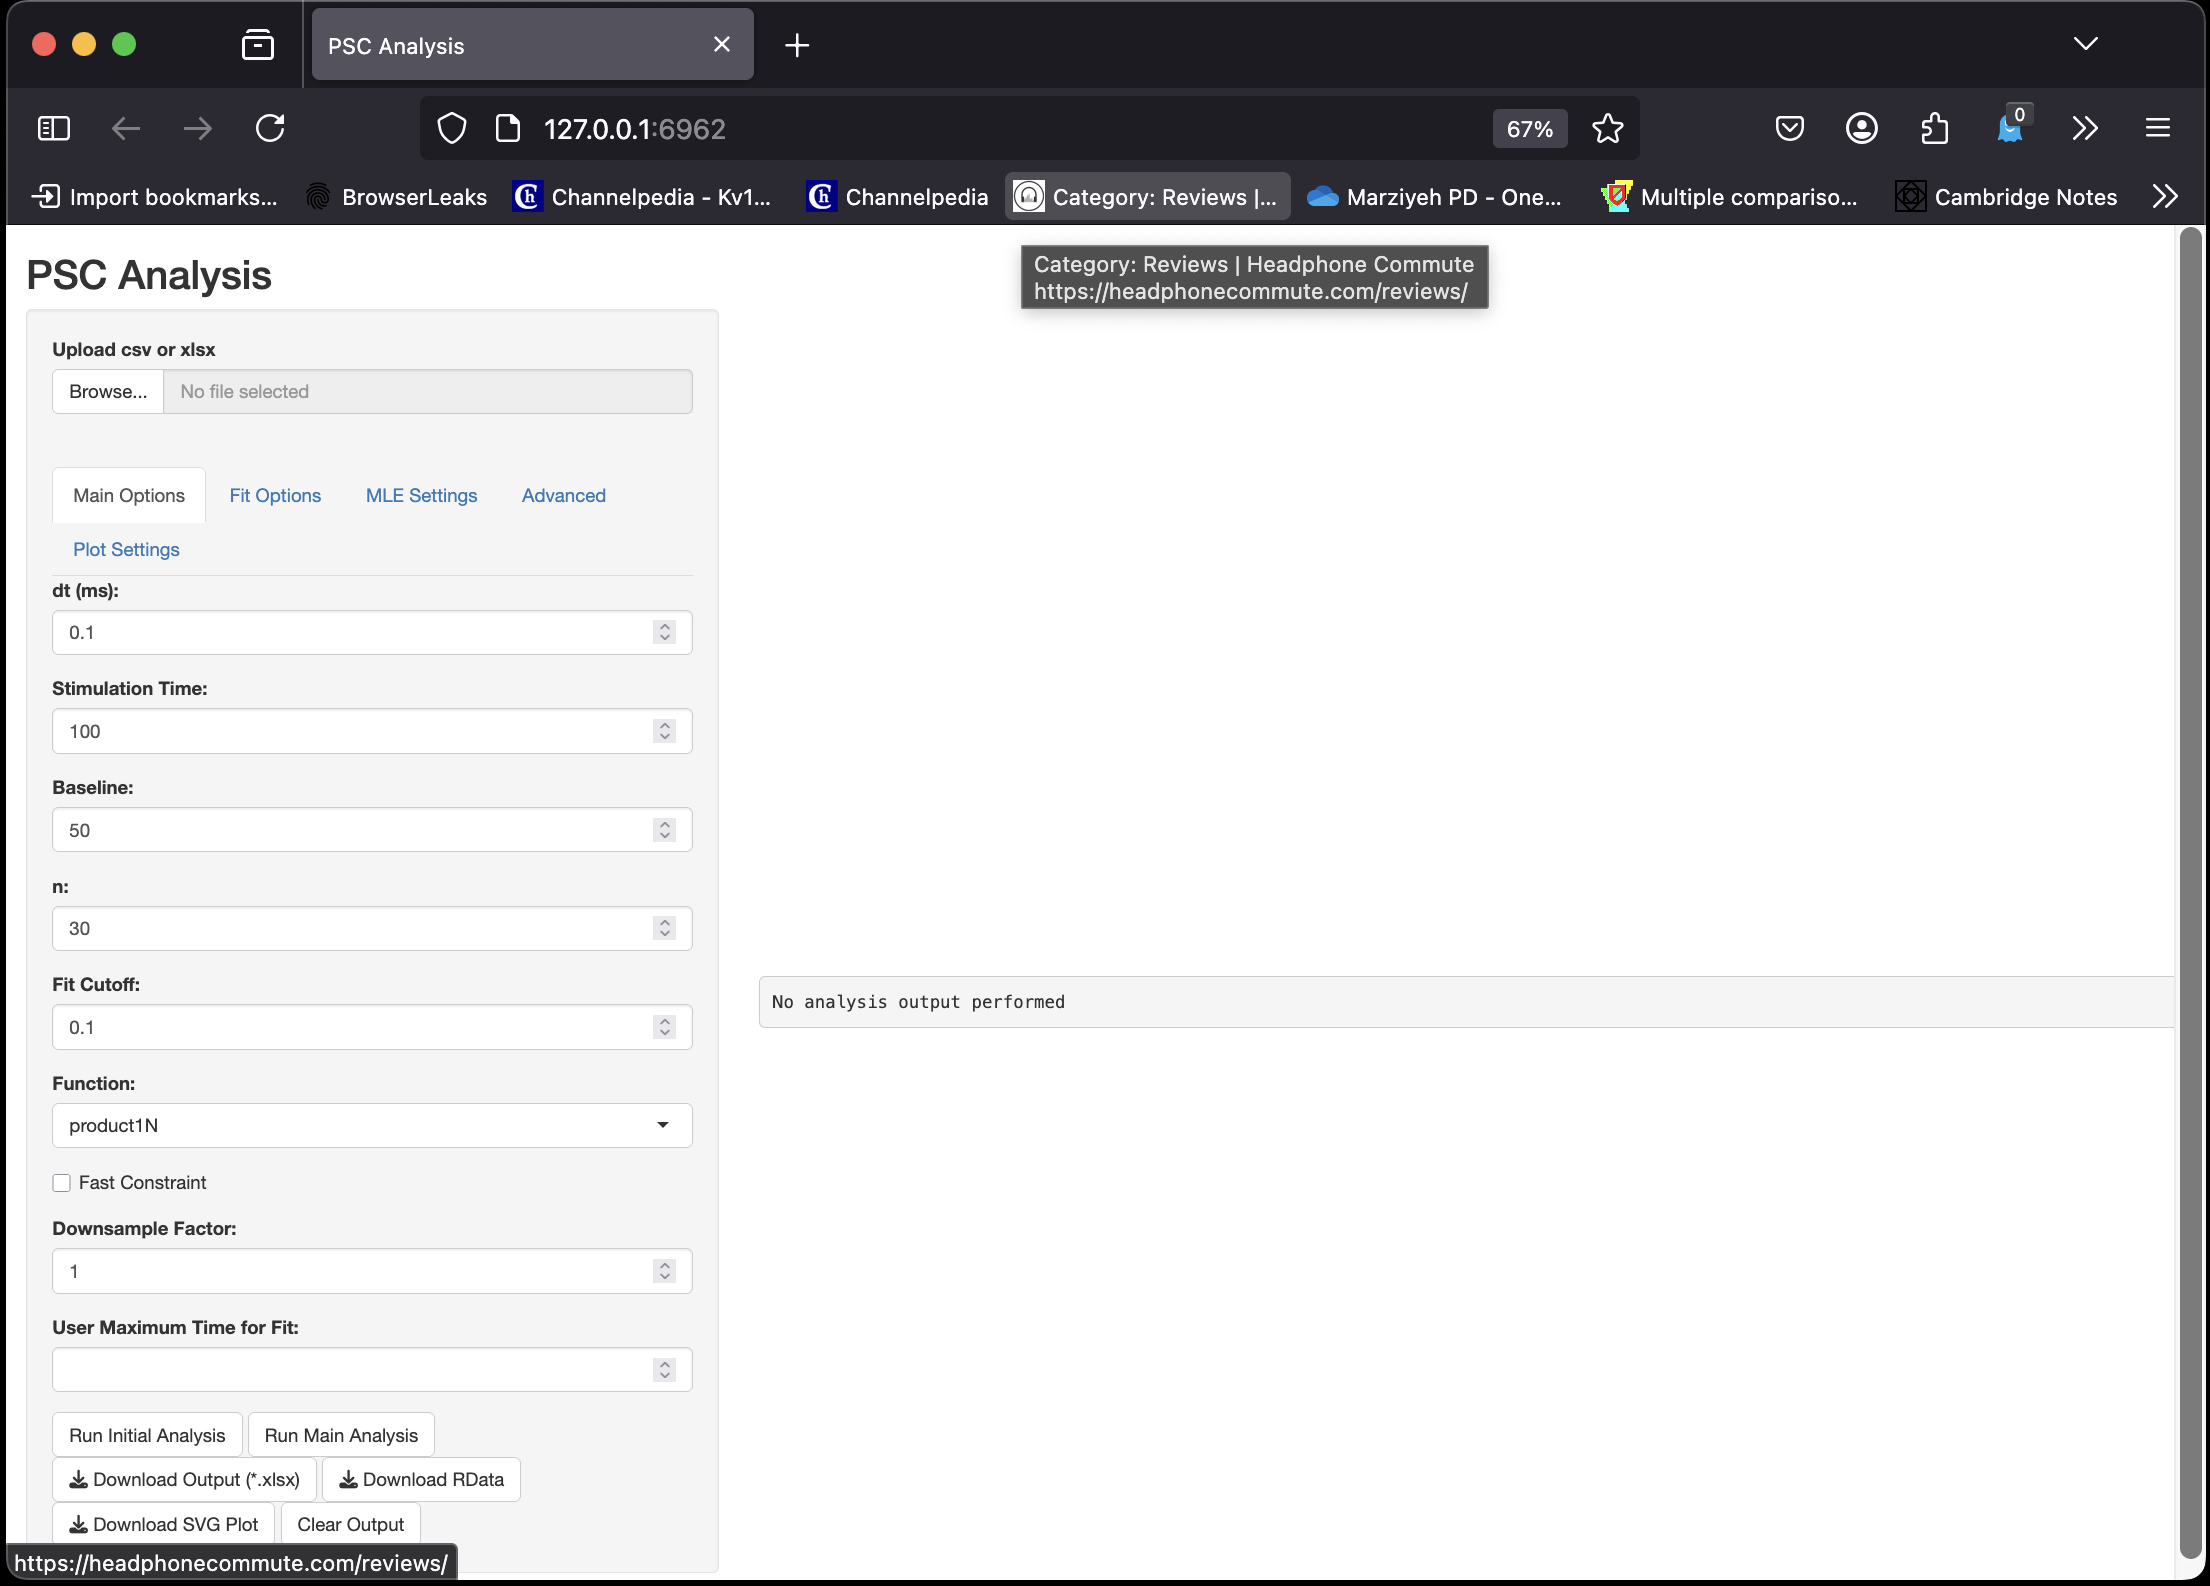 PSC Analysis
127.0.0.1:6962
67%
0
Import bookmarks...
BrowserLeaks
Channelpedia - Kv1...
Channelpedia
Category: Reviews |...
Marziyeh PD - One...
Multiple compariso...
Cambridge Notes
Category: Reviews | Headphone Commute
https://headphonecommute.com/reviews/
PSC Analysis
Upload csv or xlsx
Browse... No file selected
Main Options Fit Options MLE Settings Advanced
Plot Settings
dt (ms):
0.1
Stimulation Time:
100
Baseline:
50
n:
30
Fit Cutoff:
0.1
No analysis output performed
Function:
product1N
Fast Constraint
Downsample Factor:
1
User Maximum Time for Fit:
Run Initial Analysis Run Main Analysis
Download Output (*.xlsx) Download RData
Download SVG Plot Clear Output
https://headphonecommute.com/reviews/